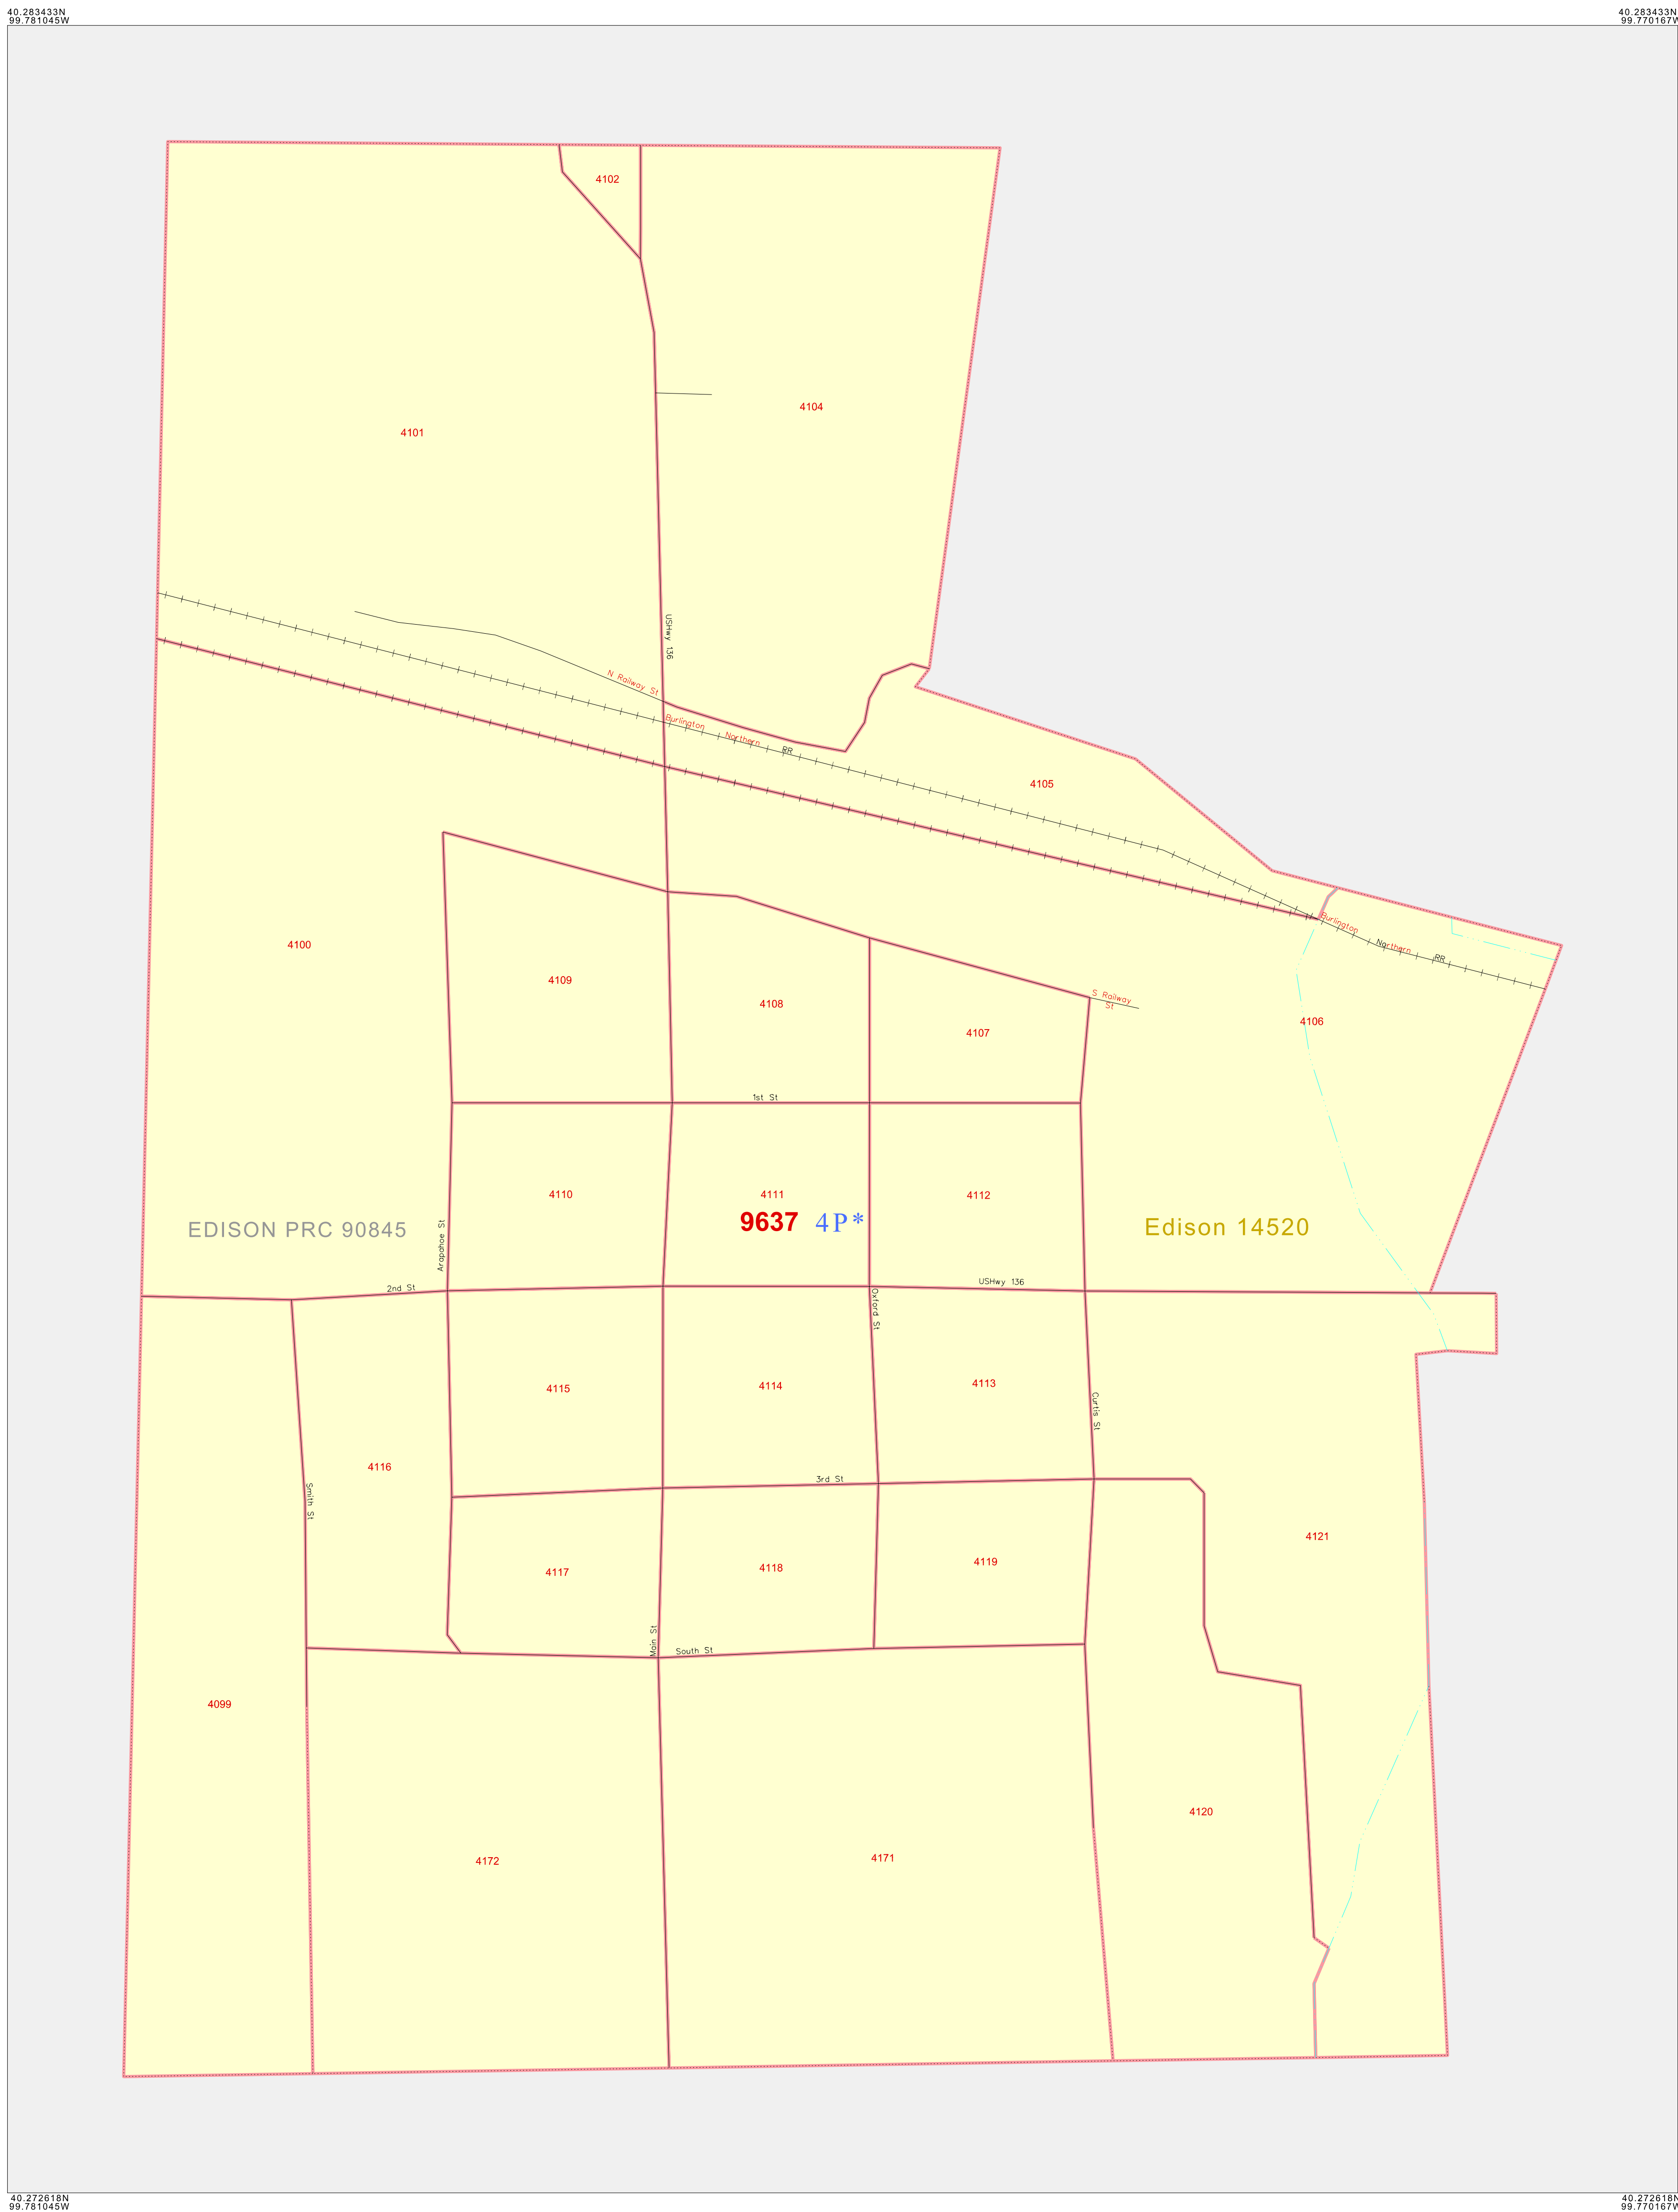 40.283433N
99.781045W
40.283433N
99.770167W
4102
4104
4101
USHwy 136
N Railway St
Burlington Northern RR
4105
Burlington Northern RR
4100
4109
4108
S Railway St
4107
4106
1st St
4110
4111
4112
9637 4P*
EDISON PRC 90845
Edison 14520
Arapahoe St
2nd St
USHwy 136
Oxford St
4115
4114
4113
Curtis St
4116
3rd St
Smith St
4121
4117
4118
4119
Main St
South St
4099
4120
4172
4171
40.272618N
99.781045W
40.272618N
99.770167W